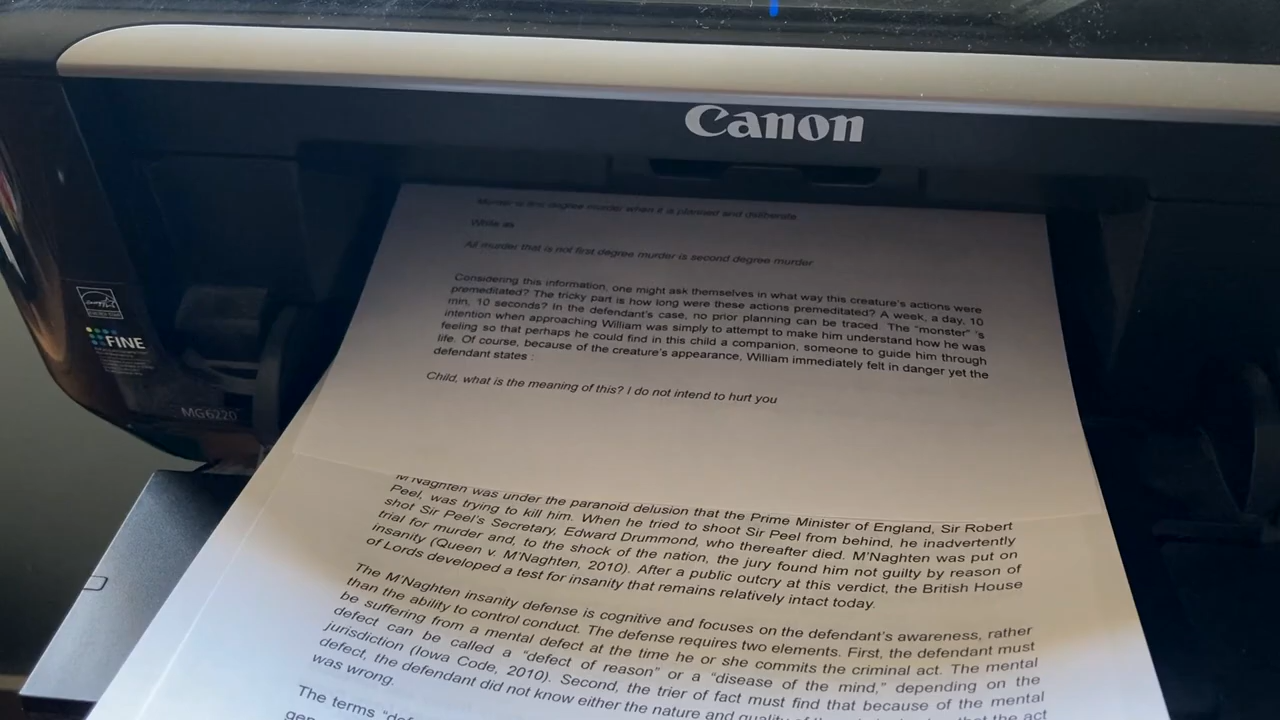 Canon
Murder is first degree murder when it is planned and deliberate
While as
All murder that is not first degree murder is second degree murder
Considering this information, one might ask themselves in what way this creature's actions were
premeditated? The tricky part is how long were these actions premeditated? A week, a day, 10
min, 10 seconds? In the defendant's case, no prior planning can be traced. The "monster" 's
intention when approaching William was simply to attempt to make him understand how he was
feeling so that perhaps he could find in this child a companion, someone to guide him through
life. Of course, because of the creature's appearance, William immediately felt in danger yet the
defendant states :
Child, what is the meaning of this? I do not intend to hurt you
M'Naghten was under the paranoid delusion that the Prime Minister of England, Sir Robert
Peel, was trying to kill him. When he tried to shoot Sir Peel from behind, he inadvertently
shot Sir Peel's Secretary, Edward Drummond, who thereafter died. M'Naghten was put on
trial for murder and, to the shock of the nation, the jury found him not guilty by reason of
insanity (Queen v. M'Naghten, 2010). After a public outcry at this verdict, the British House
of Lords developed a test for insanity that remains relatively intact today.
The M'Naghten insanity defense is cognitive and focuses on the defendant's awareness, rather
than the ability to control conduct. The defense requires two elements. First, the defendant must
be suffering from a mental defect at the time he or she commits the criminal act. The mental
defect can be called a "defect of reason" or a "disease of the mind," depending on the
jurisdiction (Iowa Code, 2010). Second, the trier of fact must find that because of the mental
defect, the defendant did not know either the nature and quality of the that the act
was wrong.
The terms
FINE
MG6220